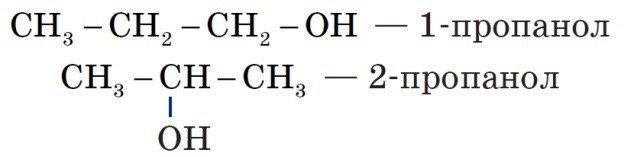 CH₃ – CH₂ – CH₂ – OH — 1-пропанол
CH₃ – CH – CH₃ — 2-пропанол
|
OH